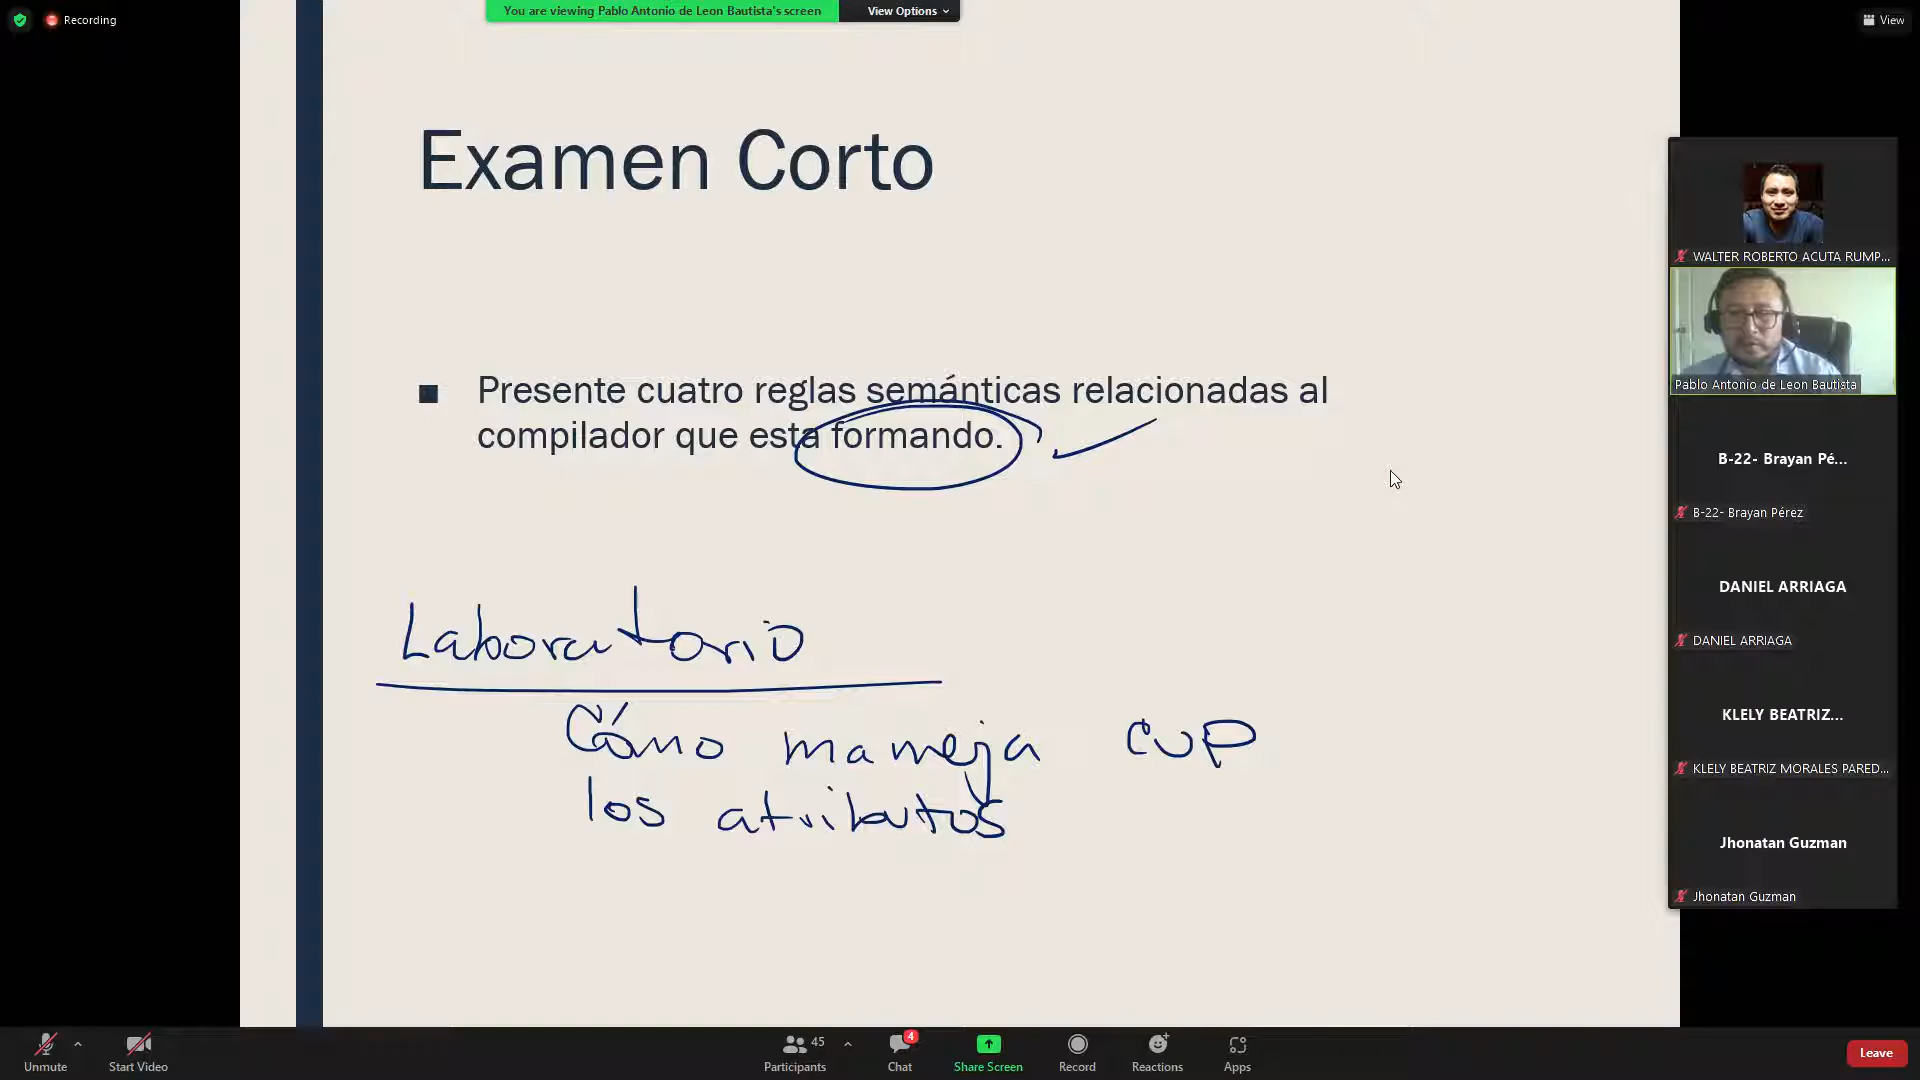 Recording
You are viewing Pablo Antonio de Leon Bautista's screen
View Options
View
Examen Corto
Presente cuatro reglas semánticas relacionadas al
compilador que esta formando.
Laboratorio
Cómo maneja CUP
los atributos
WALTER ROBERTO ACUTA RUMP...
Pablo Antonio de Leon Bautista
B-22- Brayan Pé...
B-22- Brayan Pérez
DANIEL ARRIAGA
DANIEL ARRIAGA
KLELY BEATRIZ...
KLELY BEATRIZ MORALES PARED...
Jhonatan Guzman
Jhonatan Guzman
Unmute
Start Video
45
Participants
4
Chat
Share Screen
Record
Reactions
Apps
Leave